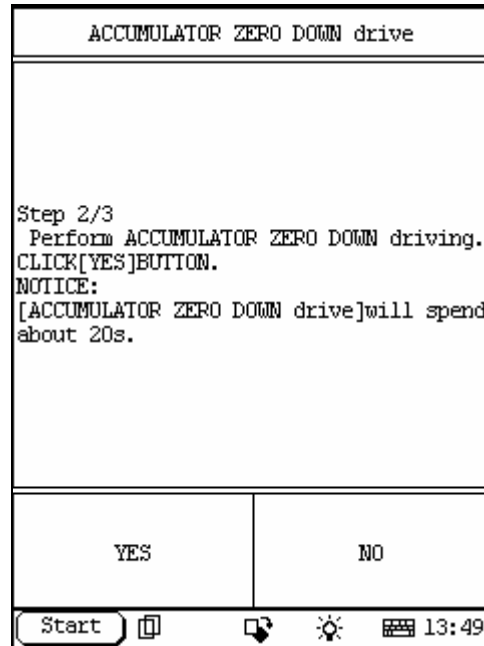 ACCUMULATOR ZERO DOWN drive
Step 2/3
Perform ACCUMULATOR ZERO DOWN driving.
CLICK[YES]BUTTON.
NOTICE:
[ACCUMULATOR ZERO DOWN drive]will spend
about 20s.
YES
NO
Start
13:49